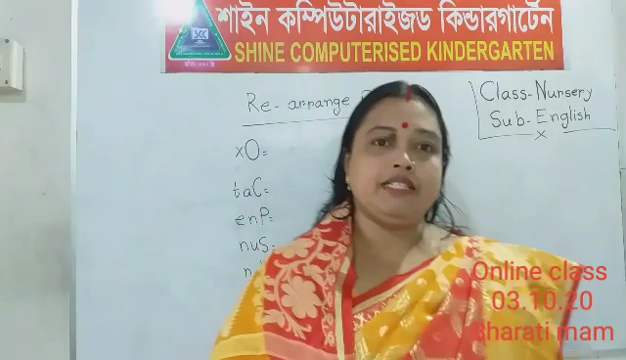 শাইন কম্পিউটারাইজড কিন্ডারগার্টেন
SHINE COMPUTERISED KINDERGARTEN
Class-Nursery
Sub-English
x
Re-arrange
xO=
taC=
enP=
nuS=
Online class
03.10.20
Bharati mam